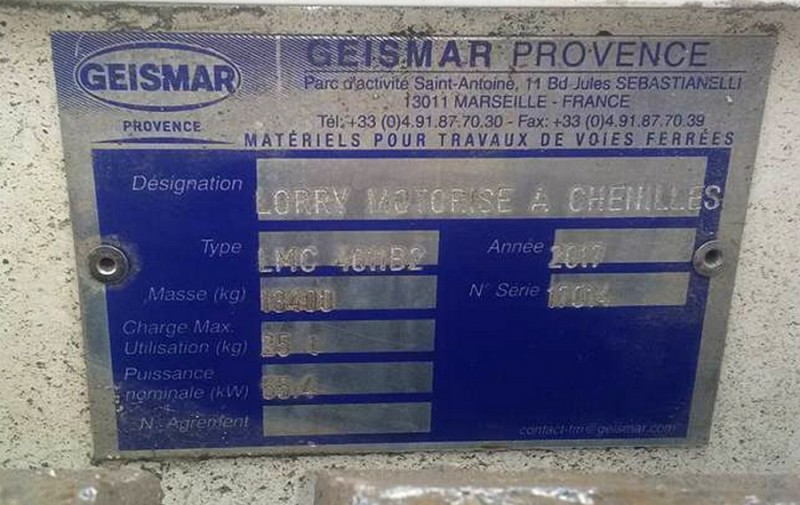 GEISMAR
PROVENCE
GEISMAR PROVENCE
Parc d'activité Saint-Antoine, 11 Bd Jules SEBASTIANELLI
13011 MARSEILLE - FRANCE
Tél: +33 (0)4.91.87.70.30 - Fax: +33 (0)4.91.87.70.39
MATÉRIELS POUR TRAVAUX DE VOIES FERRÉES
Désignation LORRY MOTORISE A CHENILLES
Type LMC Année 2017
Masse (kg) N° Série
Charge Max.
Utilisation (kg)
Puissance
nominale (kW)
N. Agrément
contact-fm@geismar.com